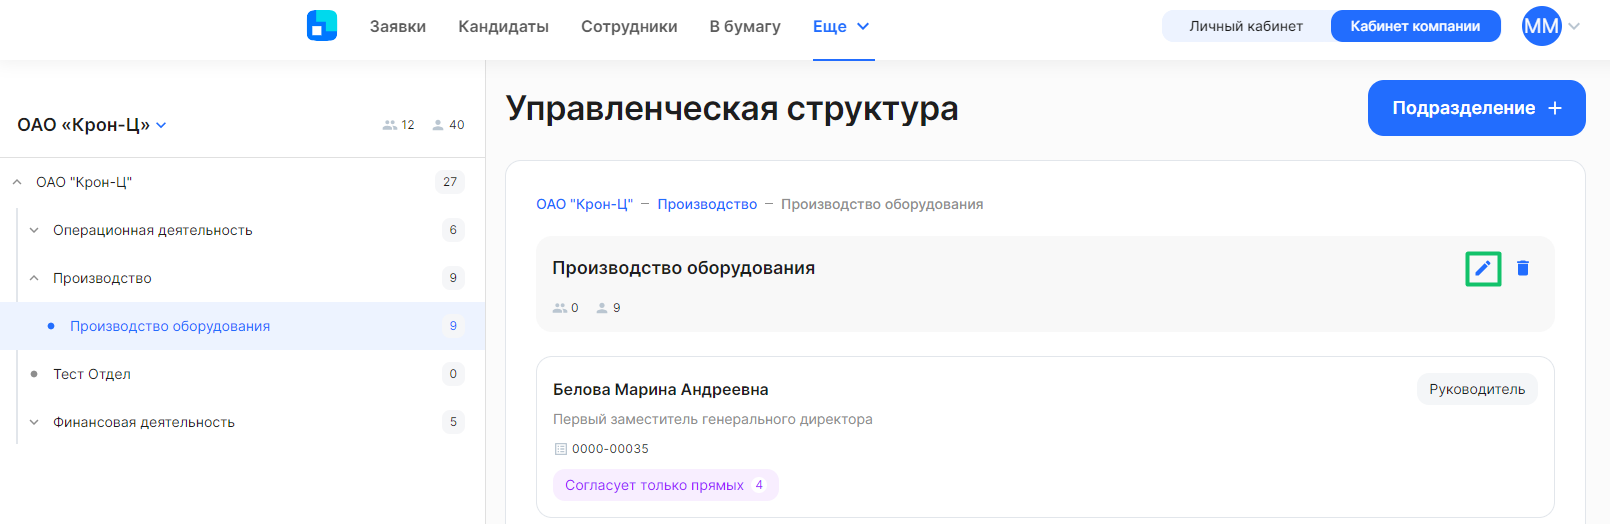 Заявки Кандидаты Сотрудники В бумагу Еще Личный кабинет Кабинет компании ММ
ОАО «Крон-Ц» 12 40
ОАО "Крон-Ц" 27
Операционная деятельность 6
Производство 9
Производство оборудования 9
Тест Отдел 0
Финансовая деятельность 5
Управленческая структура
Подразделение +
ОАО "Крон-Ц" – Производство – Производство оборудования
Производство оборудования
0 9
Белова Марина Андреевна
Руководитель
Первый заместитель генерального директора
0000-00035
Согласует только прямых 4